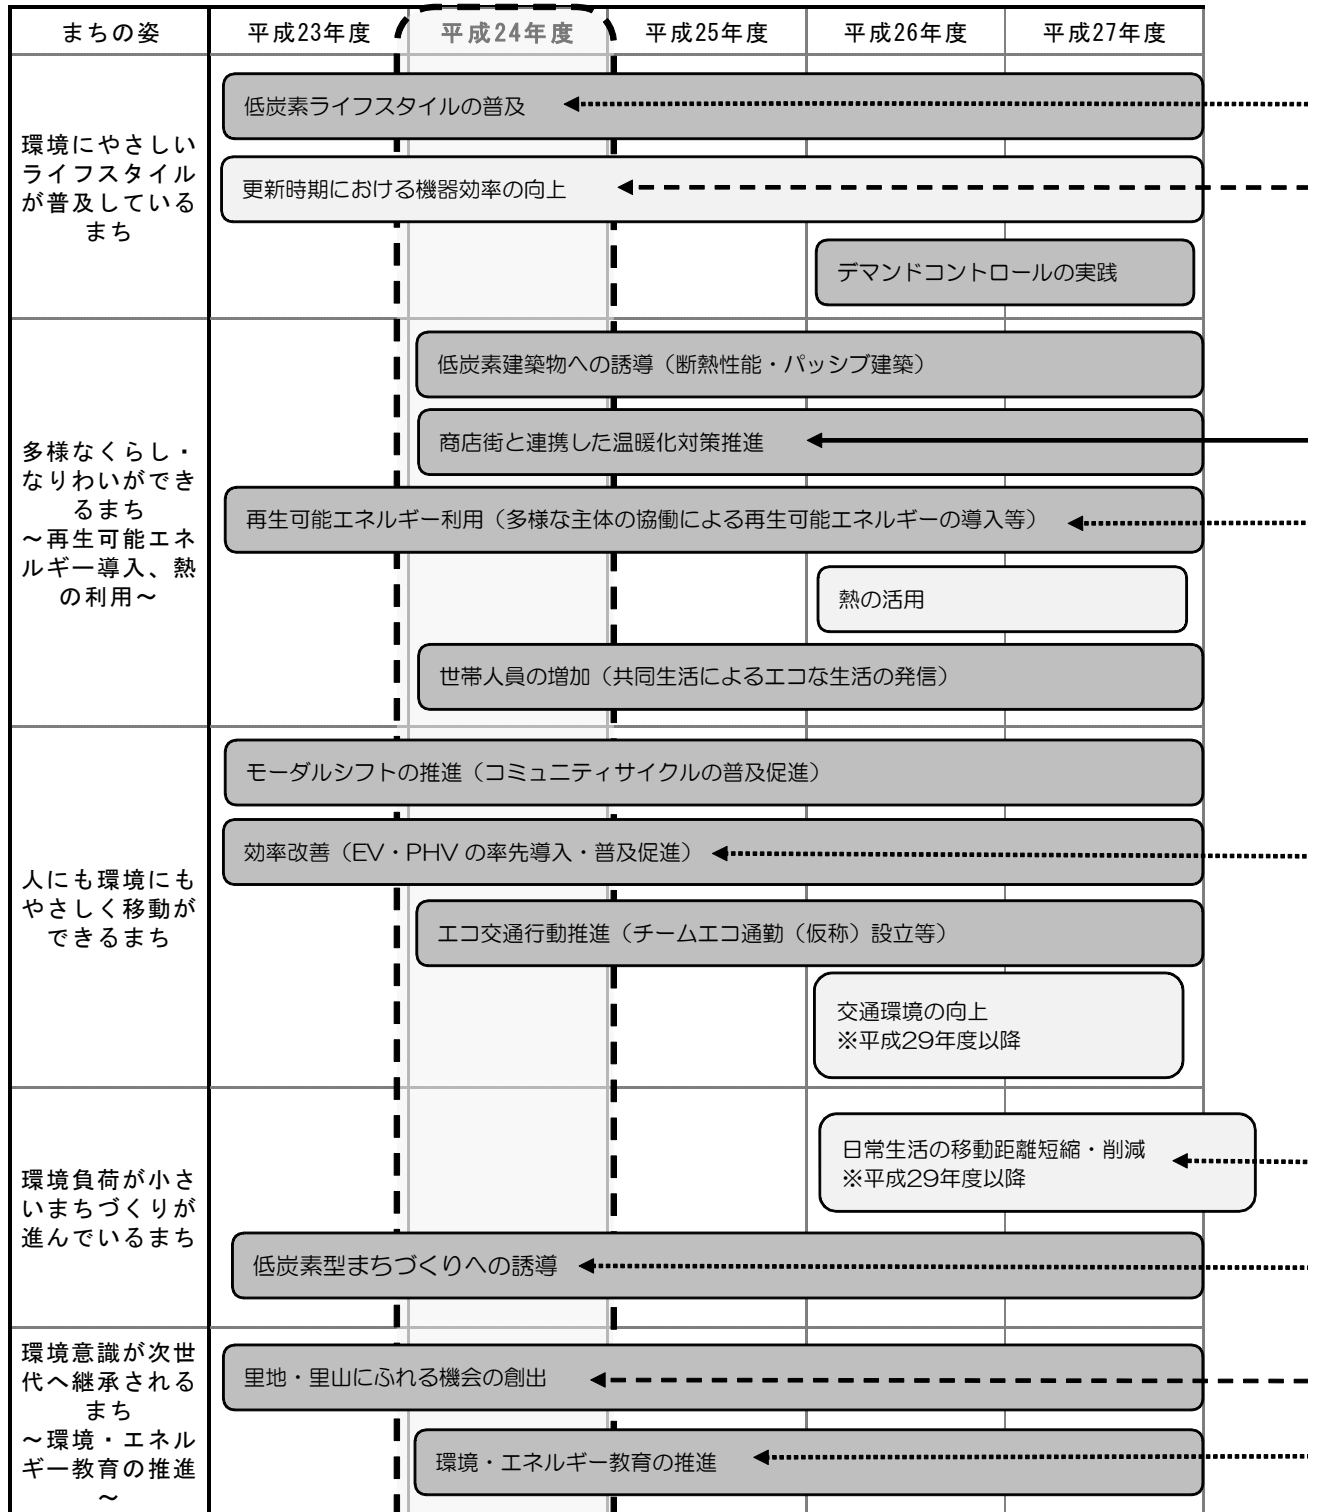 まちの姿
平成23年度
平成24年度
平成25年度
平成26年度
平成27年度
環境にやさしい
ライフスタイル
が普及している
まち
低炭素ライフスタイルの普及
更新時期における機器効率の向上
デマンドコントロールの実践
多様なくらし・
なりわいができ
るまち
～再生可能エネ
ルギー導入、熱
の利用～
低炭素建築物への誘導（断熱性能・パッシブ建築）
商店街と連携した温暖化対策推進
再生可能エネルギー利用（多様な主体の協働による再生可能エネルギーの導入等）
熱の活用
世帯人員の増加（共同生活によるエコな生活の発信）
人にも環境にも
やさしく移動が
できるまち
モーダルシフトの推進（コミュニティサイクルの普及促進）
効率改善（EV・PHV の率先導入・普及促進）
エコ交通行動推進（チームエコ通勤（仮称）設立等）
交通環境の向上
※平成29年度以降
環境負荷が小さ
いまちづくりが
進んでいるまち
日常生活の移動距離短縮・削減
※平成29年度以降
低炭素型まちづくりへの誘導
環境意識が次世
代へ継承される
まち
～環境・エネル
ギー教育の推進
～
里地・里山にふれる機会の創出
環境・エネルギー教育の推進